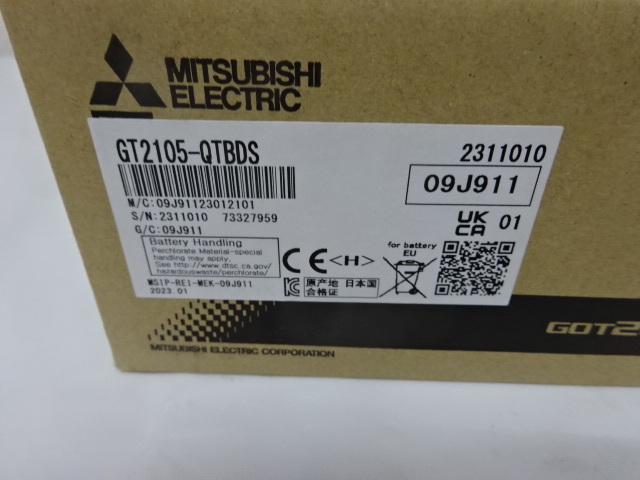 MITSUBISHI
ELECTRIC
GT2105-QTBDS 2311010
09J911
M/C:09J91123012101
S/N:2311010 73327959
G/C:09J911
UK
CA 01
Battery Handling
Perchlorate Material-special
handling may apply.
See http://www.dtsc.ca.gov/
hazardouswaste/perchlorate/
CE <H>
for battery
EU
原产地 日本国
合格证
MSIP-REI-MEK-09J911
2023.01
GOT2
MITSUBISHI ELECTRIC CORPORATION